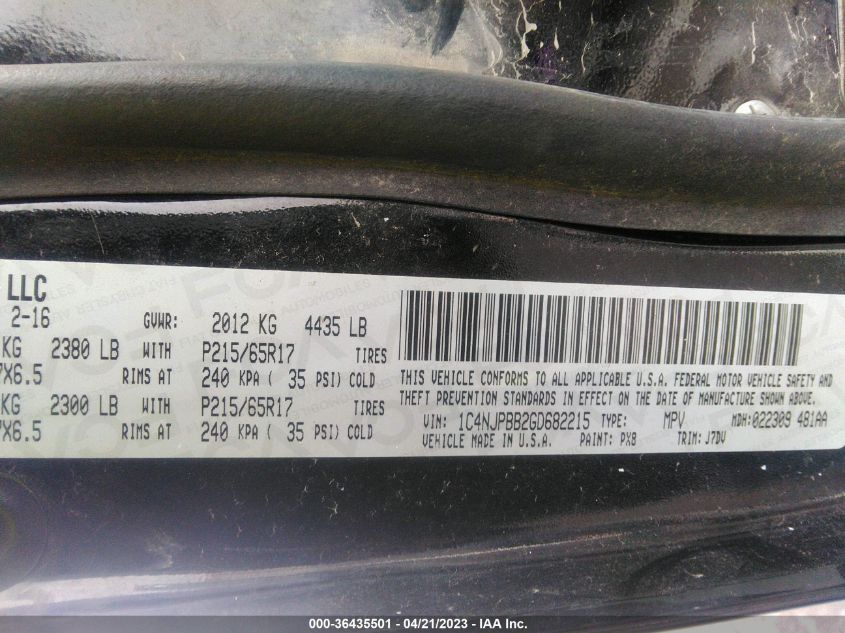 LLC
2-16 GVWR: 2012 KG 4435 LB
KG 2380 LB WITH P215/65R17 TIRES
7X6.5 RIMS AT 240 KPA ( 35 PSI) COLD
KG 2300 LB WITH P215/65R17 TIRES
7X6.5 RIMS AT 240 KPA ( 35 PSI) COLD
THIS VEHICLE CONFORMS TO ALL APPLICABLE U.S.A. FEDERAL MOTOR VEHICLE SAFETY AND
THEFT PREVENTION STANDARDS IN EFFECT ON THE DATE OF MANUFACTURE SHOWN ABOVE.
VIN: 1C4NJPBB2GD682215 TYPE: MPV MDH:022309 481AA
VEHICLE MADE IN U.S.A. PAINT: PX8 TRIM: J7DV
000-36435501 - 04/21/2023 - IAA Inc.